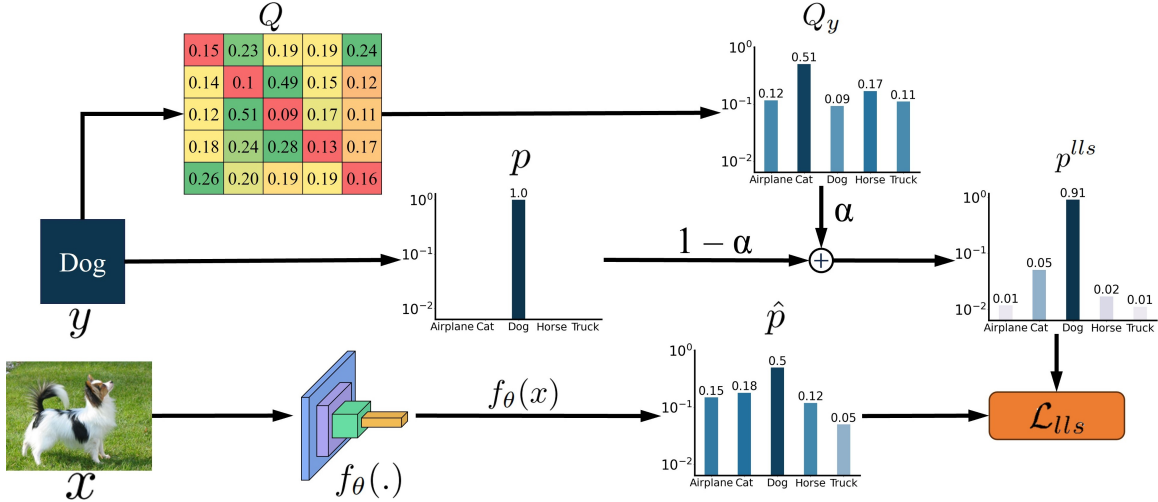 Q
0.15 0.23 0.19 0.19 0.24
0.14 0.1 0.49 0.15 0.12
0.12 0.51 0.09 0.17 0.11
0.18 0.24 0.28 0.13 0.17
0.26 0.20 0.19 0.19 0.16
Q_y
10^0
10^{-1}
10^{-2}
0.12 0.51 0.09 0.17 0.11
Airplane Cat Dog Horse Truck
Dog
y
p
10^0
10^{-1}
10^{-2}
1.0
Airplane Cat Dog Horse Truck
1 − α
α
+
p^{lls}
10^0
10^{-1}
10^{-2}
0.01 0.05 0.91 0.02 0.01
Airplane Cat Dog Horse Truck
x
f_θ(.)
f_θ(x)
p̂
10^0
10^{-1}
10^{-2}
0.15 0.18 0.5 0.12 0.05
Airplane Cat Dog Horse Truck
ℒ_{lls}